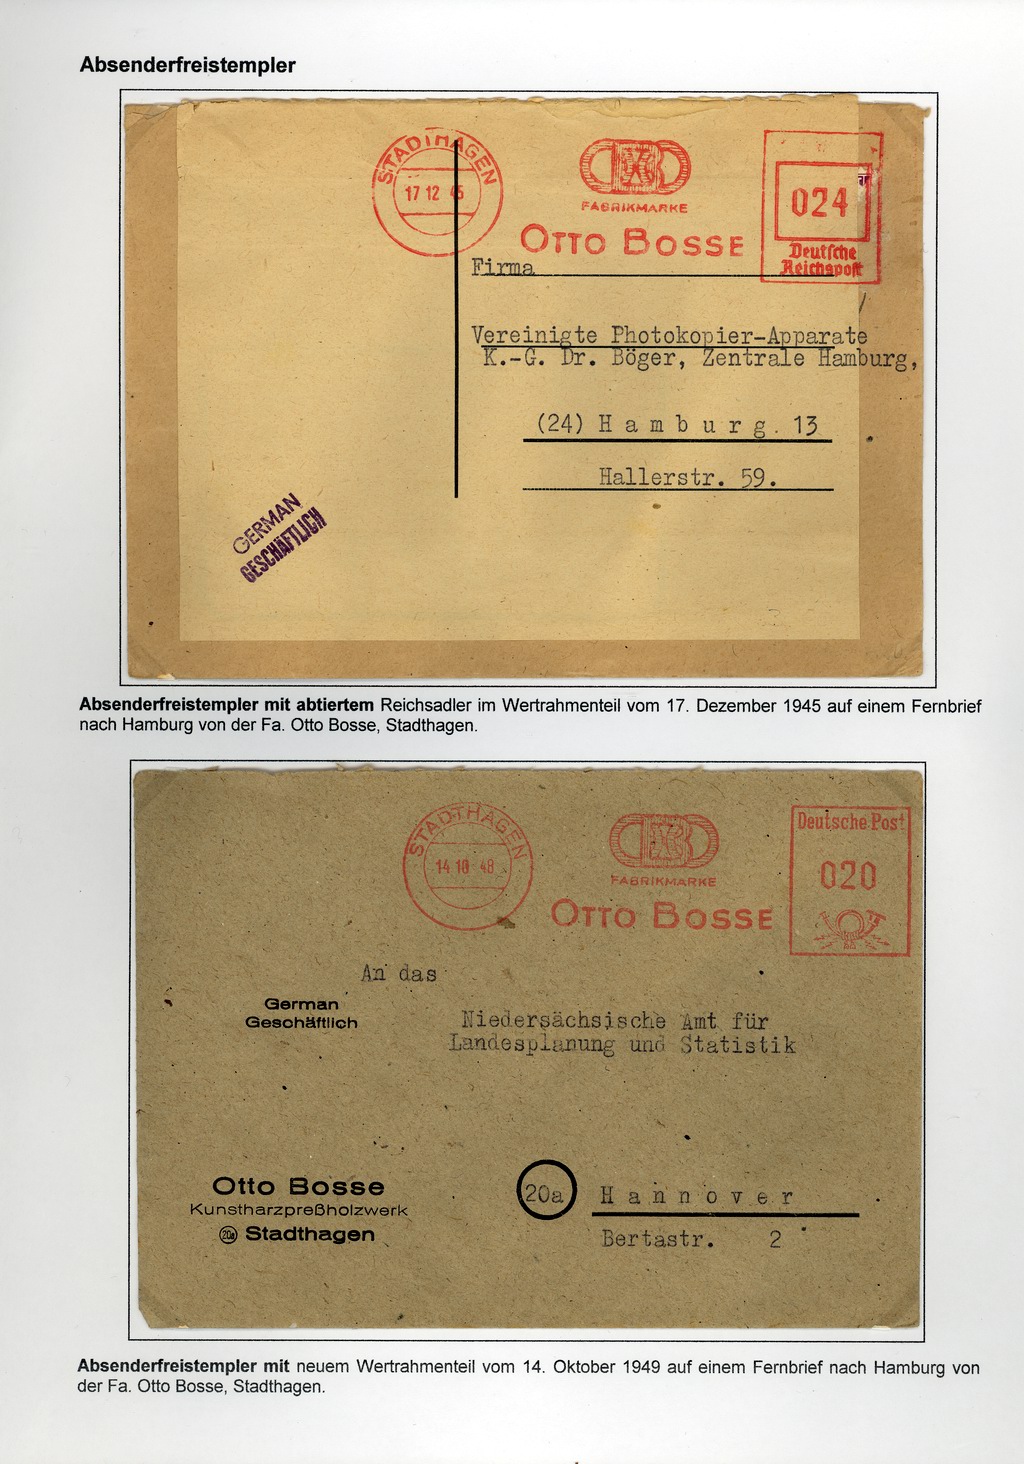 Absenderfreistempler
STADTHAGEN
17 12 45
FABRIKMARKE
OTTO BOSSE
024
Deutsche
Reichspost
Firma
Vereinigte Photokopier-Apparate
K.-G. Dr. Böger, Zentrale Hamburg,
(24) Hamburg 13
Hallerstr. 59.
GERMAN
GESCHÄFTLICH
Absenderfreistempler mit abtiertem Reichsadler im Wertrahmenteil vom 17. Dezember 1945 auf einem Fernbrief
nach Hamburg von der Fa. Otto Bosse, Stadthagen.
STADTHAGEN
14 10 48
FABRIKMARKE
OTTO BOSSE
Deutsche Post
020
An das
German
Geschäftlich
Niedersächsische Amt für
Landesplanung und Statistik
Otto Bosse
Kunstharzpreßholzwerk
20a Stadthagen
20a Hannover
Bertastr. 2
Absenderfreistempler mit neuem Wertrahmenteil vom 14. Oktober 1949 auf einem Fernbrief nach Hamburg von
der Fa. Otto Bosse, Stadthagen.